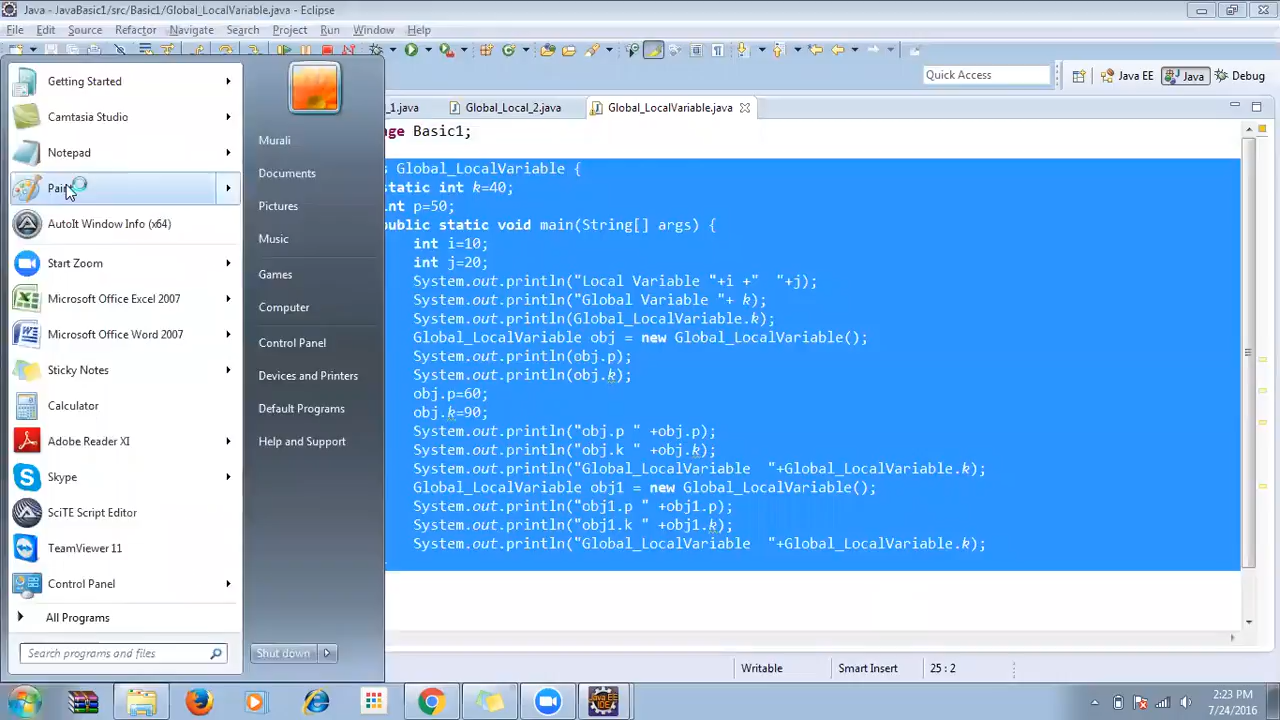 Java - JavaBasic1/src/Basic1/Global_LocalVariable.java - Eclipse
File Edit Source Refactor Navigate Search Project Run Window Help
Quick Access
Java EE
Java
Debug
_1.java
Global_Local_2.java
Global_LocalVariable.java
ge Basic1;
s Global_LocalVariable {
static int k=40;
int p=50;
public static void main(String[] args) {
int i=10;
int j=20;
System.out.println("Local Variable "+i +"  "+j);
System.out.println("Global Variable "+ k);
System.out.println(Global_LocalVariable.k);
Global_LocalVariable obj = new Global_LocalVariable();
System.out.println(obj.p);
System.out.println(obj.k);
obj.p=60;
obj.k=90;
System.out.println("obj.p " +obj.p);
System.out.println("obj.k " +obj.k);
System.out.println("Global_LocalVariable  "+Global_LocalVariable.k);
Global_LocalVariable obj1 = new Global_LocalVariable();
System.out.println("obj1.p " +obj1.p);
System.out.println("obj1.k " +obj1.k);
System.out.println("Global_LocalVariable  "+Global_LocalVariable.k);
Getting Started
Camtasia Studio
Notepad
Paint
AutoIt Window Info (x64)
Start Zoom
Microsoft Office Excel 2007
Microsoft Office Word 2007
Sticky Notes
Calculator
Adobe Reader XI
Skype
SciTE Script Editor
TeamViewer 11
Control Panel
All Programs
Search programs and files
Murali
Documents
Pictures
Music
Games
Computer
Control Panel
Devices and Printers
Default Programs
Help and Support
Shut down
Writable
Smart Insert
25 : 2
2:23 PM
7/24/2016